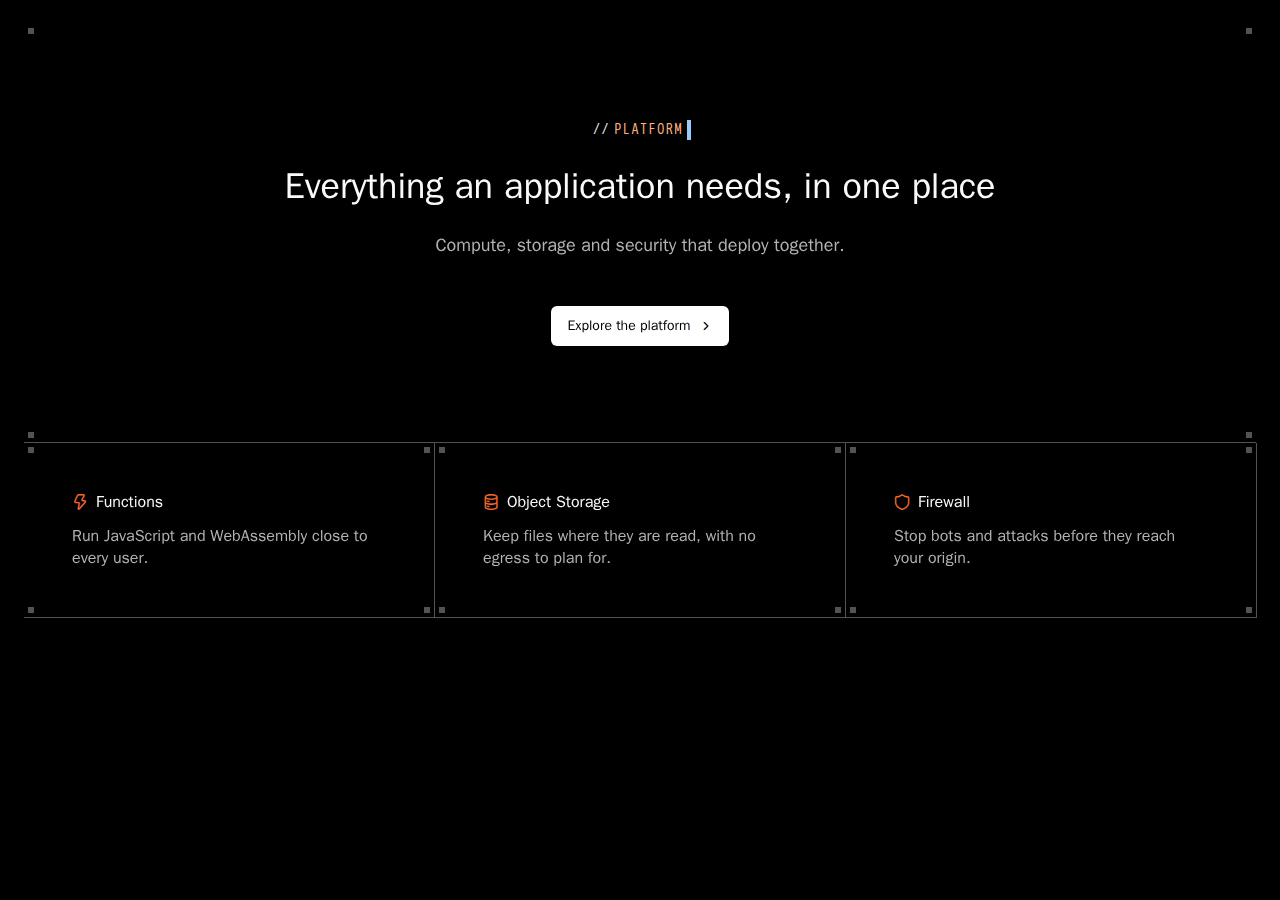 // PLATFORM
Everything an application needs, in one place
Compute, storage and security that deploy together.
Explore the platform
Functions
Run JavaScript and WebAssembly close to
every user.
Object Storage
Keep files where they are read, with no
egress to plan for.
Firewall
Stop bots and attacks before they reach
your origin.